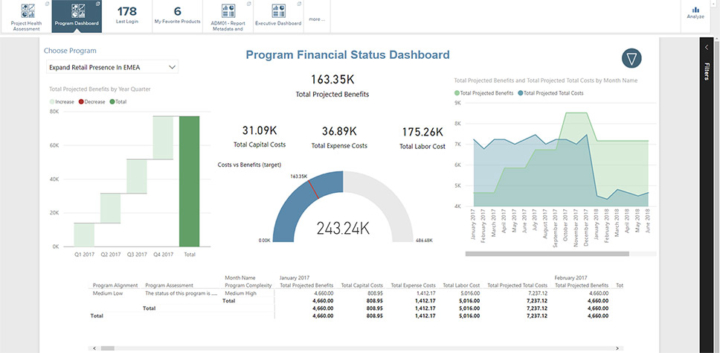 Project Health Assessment
Program Dashboard
178
Last Login
6
My Favorite Products
ADM01 - Report Metadata and
Executive Dashboard
more...
Analyze
Filters
Choose Program
Expand Retail Presence in EMEA
Program Financial Status Dashboard
163.35K
Total Projected Benefits
31.09K
Total Capital Costs
36.89K
Total Expense Costs
175.26K
Total Labor Cost
Total Projected Benefits by Year Quarter
Increase Decrease Total
80K
60K
40K
20K
0K
Q1 2017 Q2 2017 Q3 2017 Q4 2017 Total
Costs vs Benefits (target)
163.35K
243.24K
0.00K
486.48K
Total Projected Benefits and Total Projected Total Costs by Month Name
Total Projected Benefits Total Projected Total Costs
9K
8K
7K
6K
5K
4K
January 2017
February 2017
March 2017
April 2017
May 2017
June 2017
July 2017
August 2017
September 2017
October 2017
November 2017
December 2017
January 2018
February 2018
March 2018
April 2018
May 2018
June 2018
Month Name January 2017 February 2017
Program Alignment Program Assessment Program Complexity Total Projected Benefits Total Capital Costs Total Expense Costs Total Labor Cost Total Projected Total Costs Total Projected Benefits Tot
Medium Low The status of this program is .... Medium High 4,660.00 808.95 1,412.17 5,016.00 7,237.12 4,660.00
Total 4,660.00 808.95 1,412.17 5,016.00 7,237.12 4,660.00
Total 4,660.00 808.95 1,412.17 5,016.00 7,237.12 4,660.00
Total 4,660.00 808.95 1,412.17 5,016.00 7,237.12 4,660.00